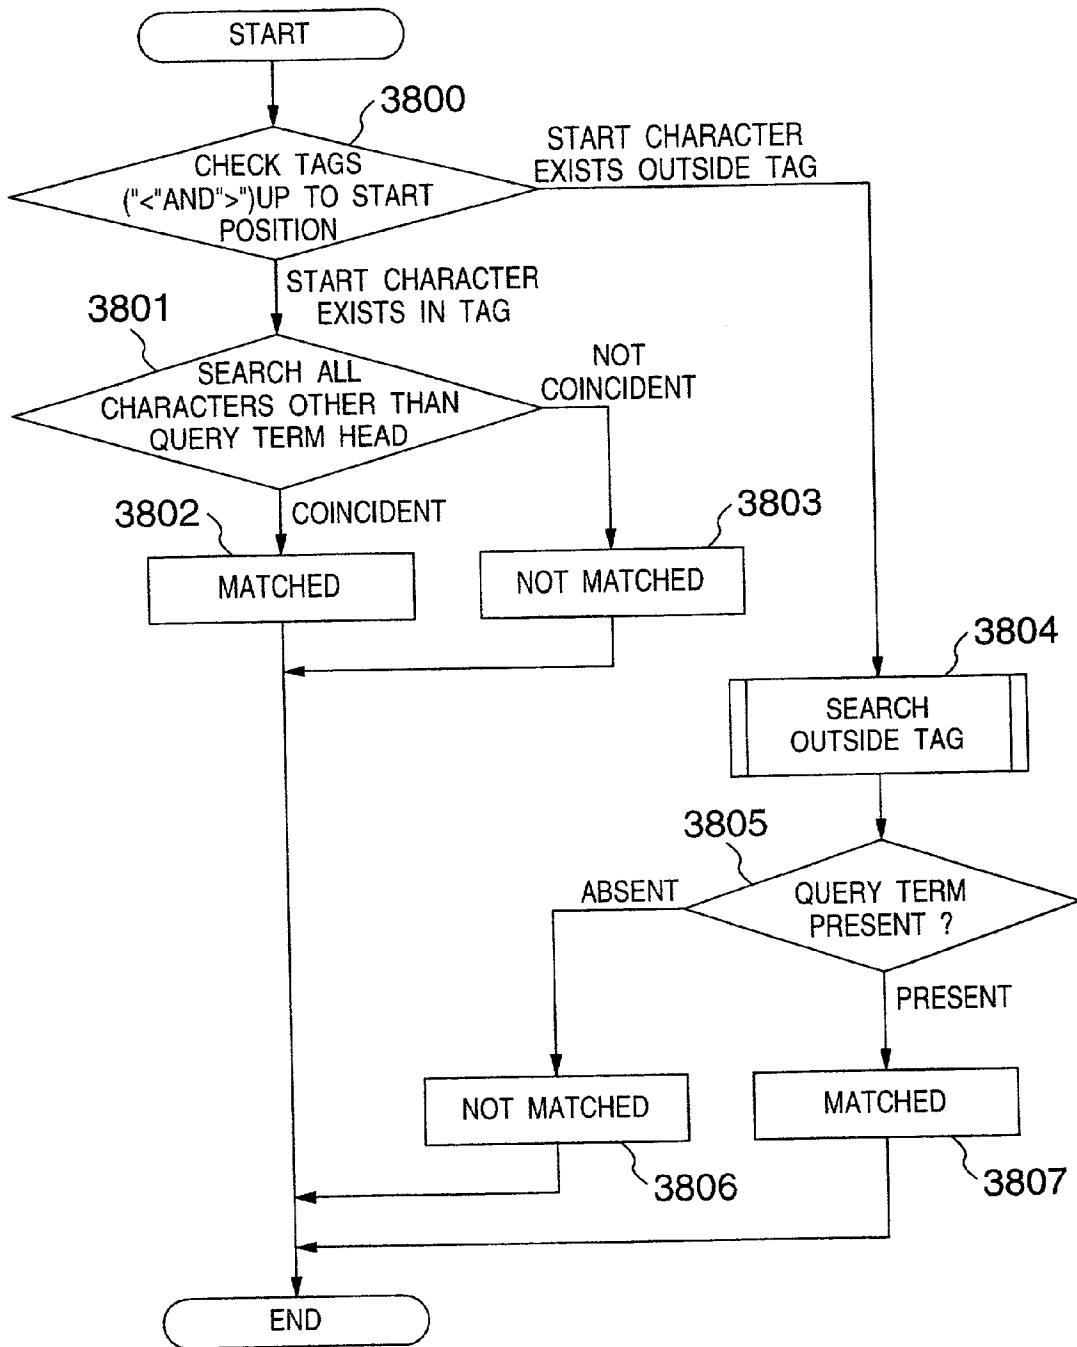 START
3800
CHECK TAGS
("<"AND">")UP TO START
POSITION
START CHARACTER
EXISTS OUTSIDE TAG
START CHARACTER
EXISTS IN TAG
3801
SEARCH ALL
CHARACTERS OTHER THAN
QUERY TERM HEAD
NOT
COINCIDENT
3802
COINCIDENT
3803
MATCHED
NOT MATCHED
3804
SEARCH
OUTSIDE TAG
3805
ABSENT
QUERY TERM
PRESENT ?
PRESENT
NOT MATCHED
MATCHED
3806
3807
END